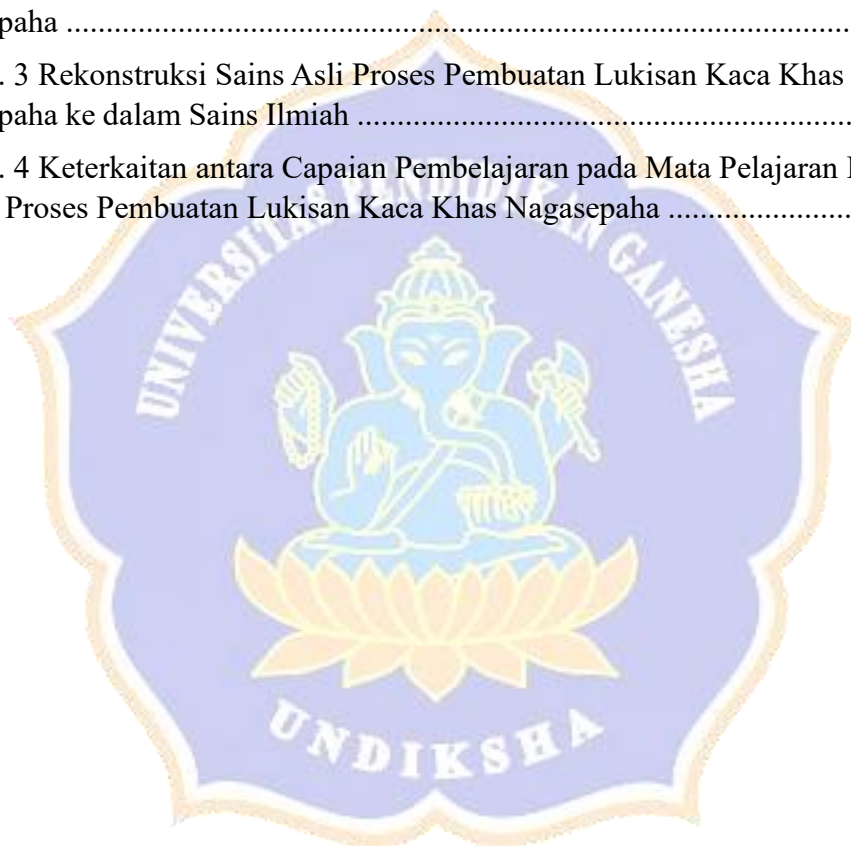 paha ....................................................................................................
. 3 Rekonstruksi Sains Asli Proses Pembuatan Lukisan Kaca Khas
paha ke dalam Sains Ilmiah ...............................................................
. 4 Keterkaitan antara Capaian Pembelajaran pada Mata Pelajaran
Proses Pembuatan Lukisan Kaca Khas Nagasepaha .......................
UNIVERSITAS PENDIDIKAN GANESHA
UNDIKSHA